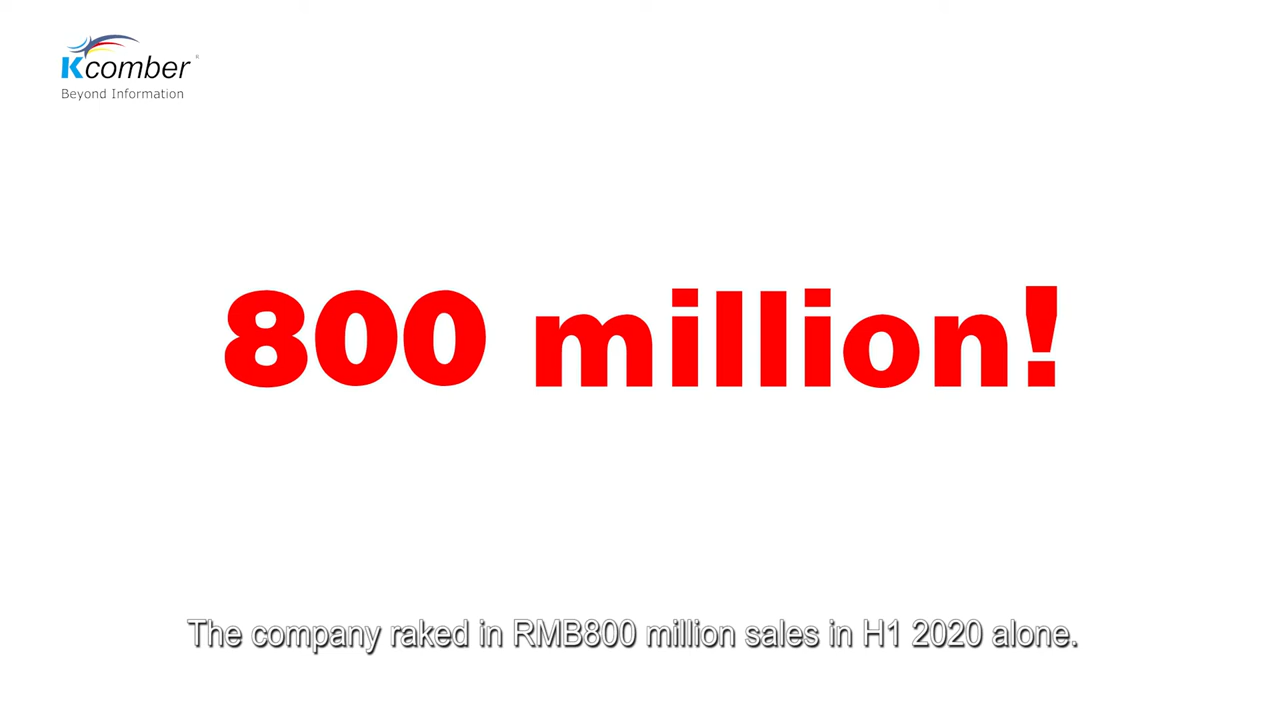 Kcomber®
Beyond Information
800 million!
The company raked in RMB800 million sales in H1 2020 alone.